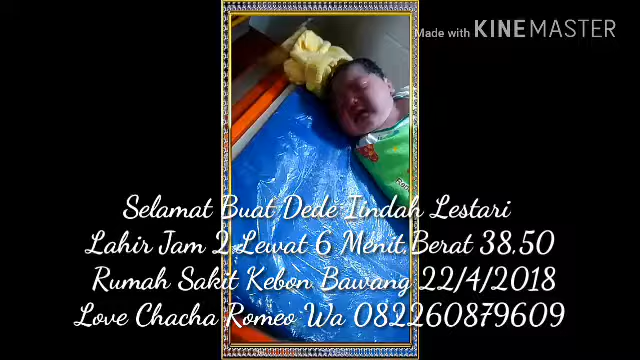 Made with KINEMASTER
Selamat Buat Dede Iindah Lestari
Lahir Jam 2 Lewat 6 Menit.Berat 38.50
Rumah Sakit Kebon Bawang 22/4/2018
Love Chacha Romeo Wa 082260879609